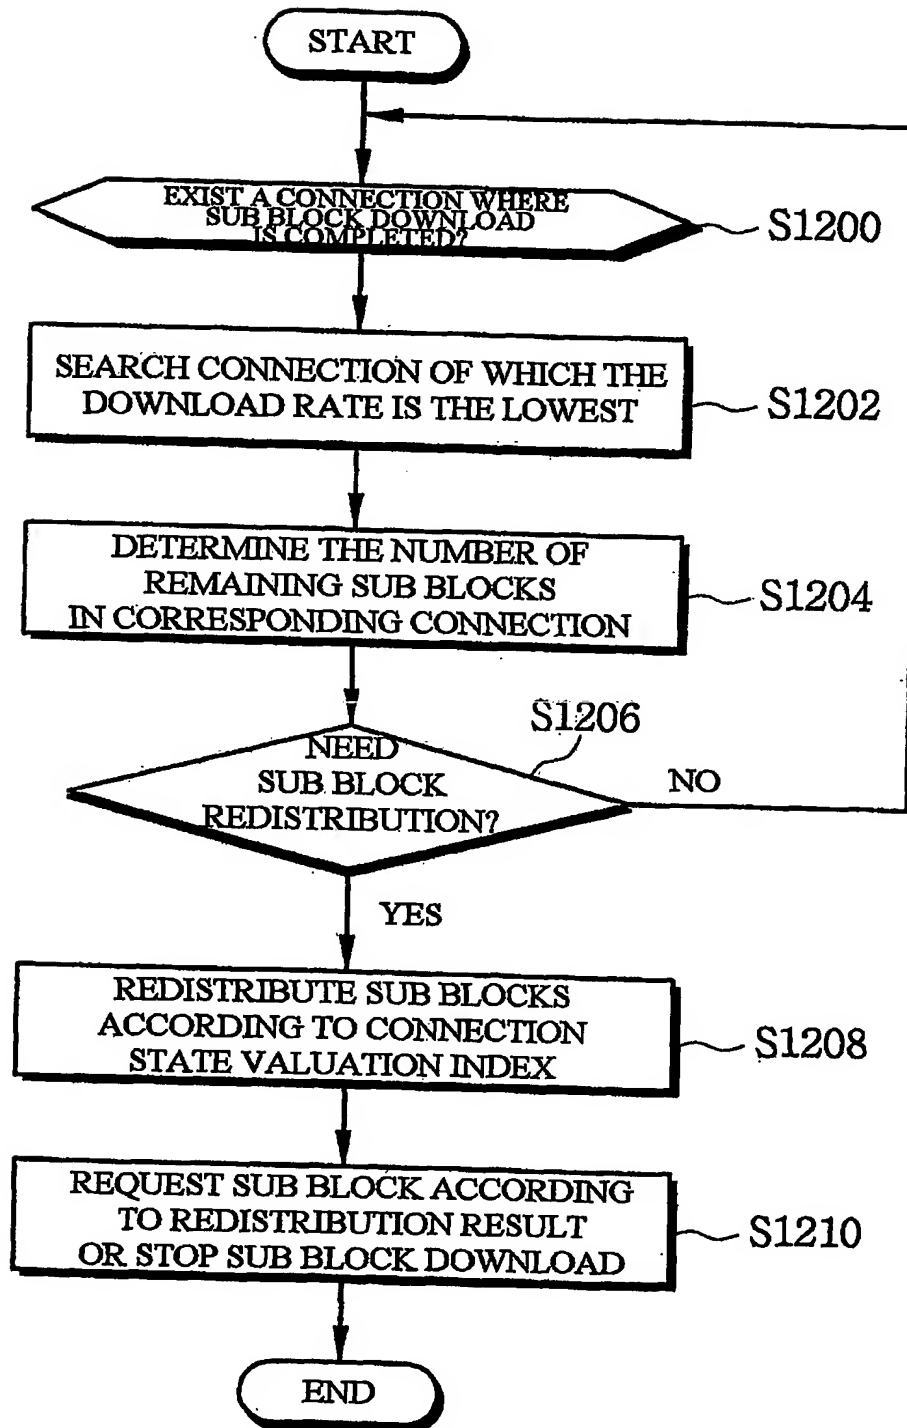 START
EXIST A CONNECTION WHERE
SUB BLOCK DOWNLOAD
IS COMPLETED?
S1200
SEARCH CONNECTION OF WHICH THE
DOWNLOAD RATE IS THE LOWEST
S1202
DETERMINE THE NUMBER OF
REMAINING SUB BLOCKS
IN CORRESPONDING CONNECTION
S1204
S1206
NEED
SUB BLOCK
REDISTRIBUTION?
NO
YES
REDISTRIBUTE SUB BLOCKS
ACCORDING TO CONNECTION
STATE VALUATION INDEX
S1208
REQUEST SUB BLOCK ACCORDING
TO REDISTRIBUTION RESULT
OR STOP SUB BLOCK DOWNLOAD
S1210
END